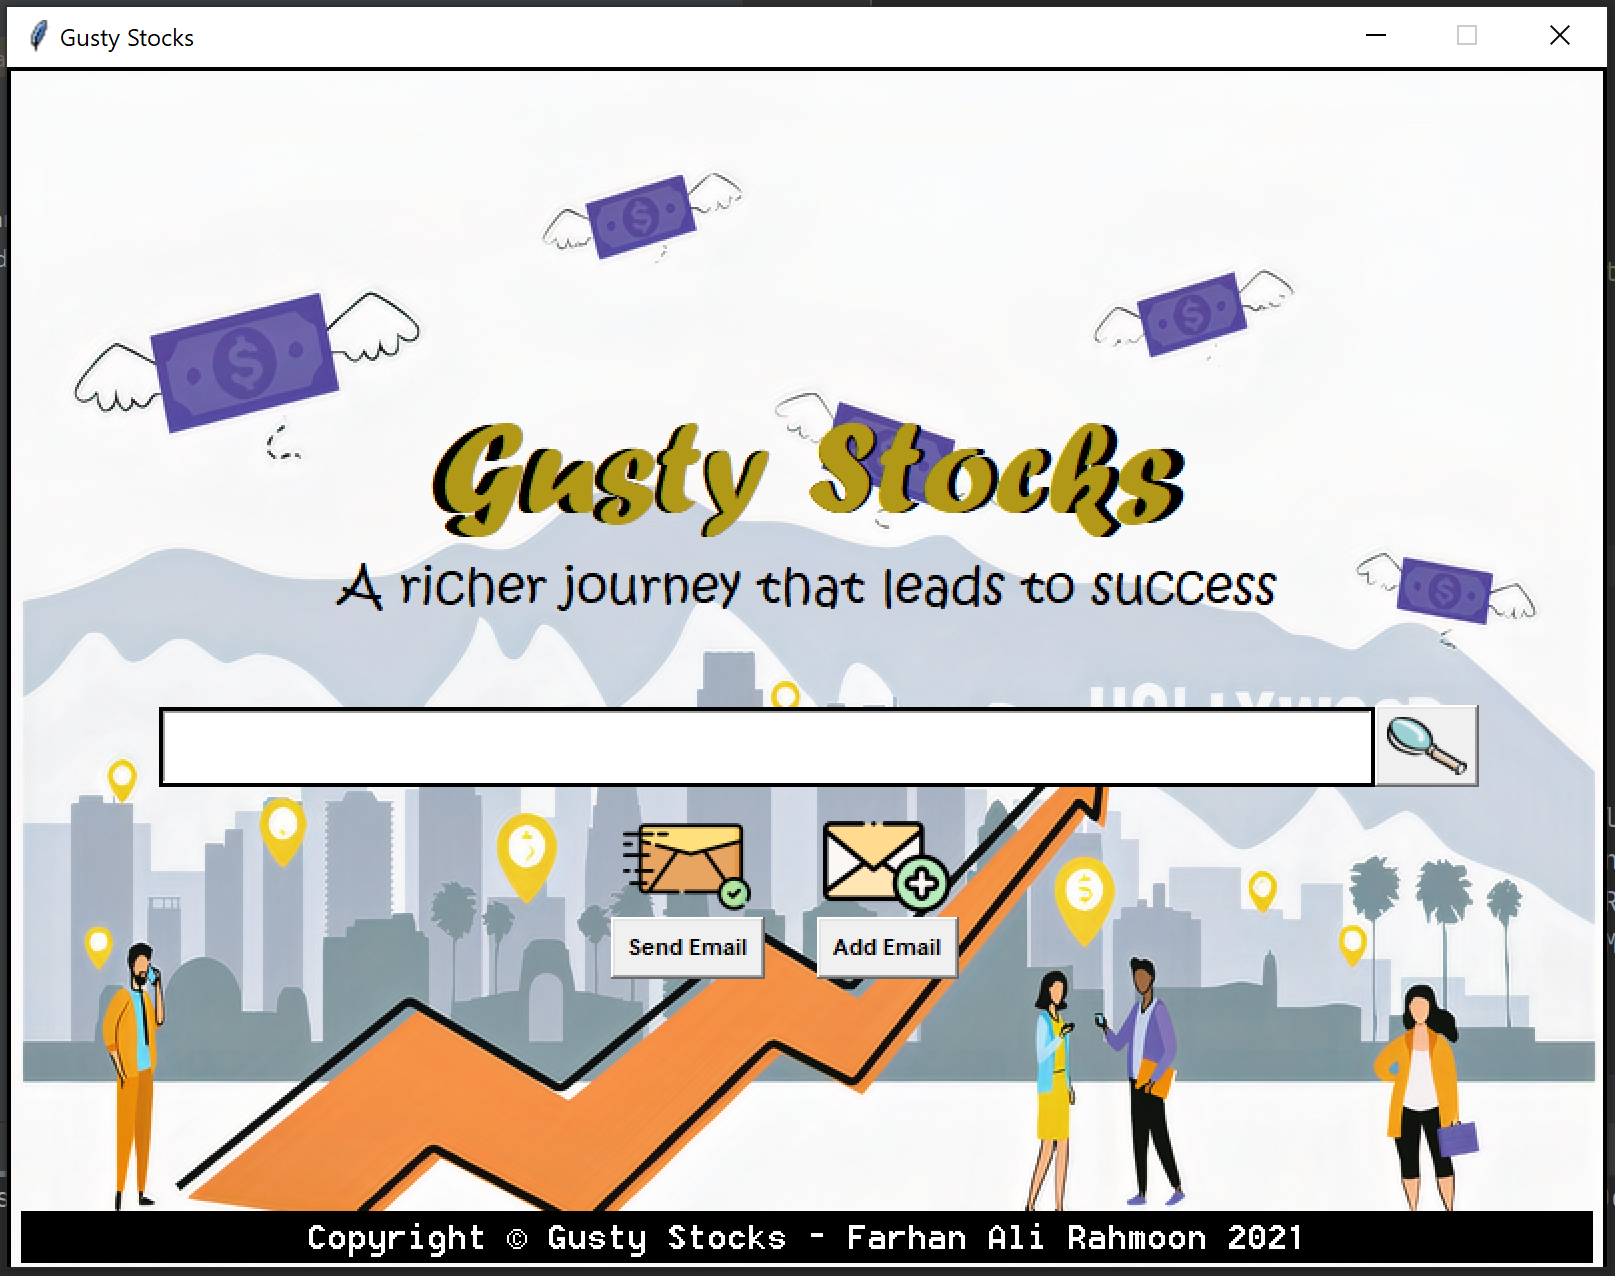 Gusty Stocks
Gusty Stocks
A richer journey that leads to success
HOLLYWOOD
Send Email
Add Email
Copyright © Gusty Stocks - Farhan Ali Rahmoon 2021